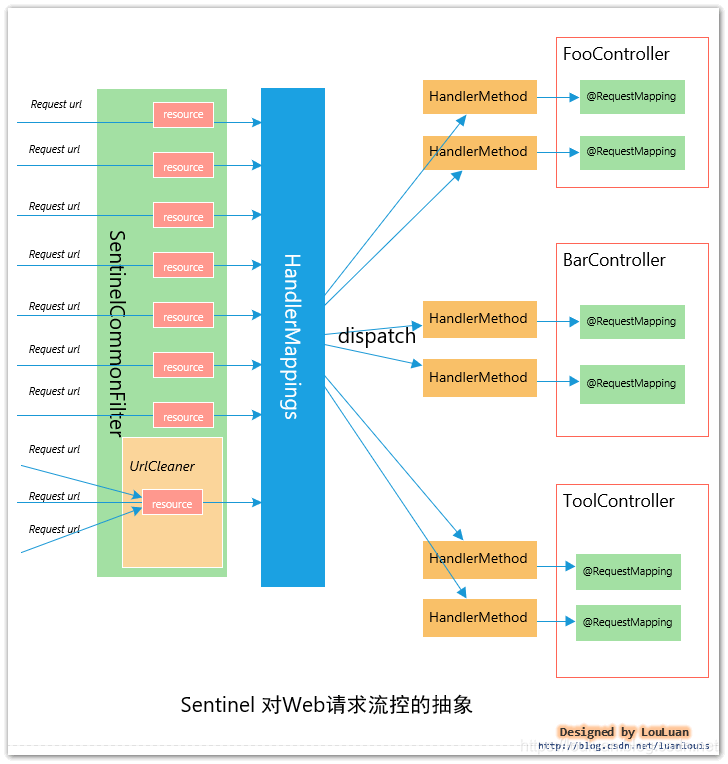 FooController
HandlerMethod
@RequestMapping
HandlerMethod
@RequestMapping
Request url
resource
Request url
resource
Request url
resource
Request url
resource
Request url
resource
Request url
resource
Request url
resource
SentinelCommonFilter
UrlCleaner
Request url
Request url
resource
Request url
HandlerMappings
dispatch
BarController
HandlerMethod
@RequestMapping
HandlerMethod
@RequestMapping
ToolController
HandlerMethod
@RequestMapping
HandlerMethod
@RequestMapping
Sentinel 对Web请求流控的抽象
Designed by LouLuan
http://blog.csdn.net/luanlouis